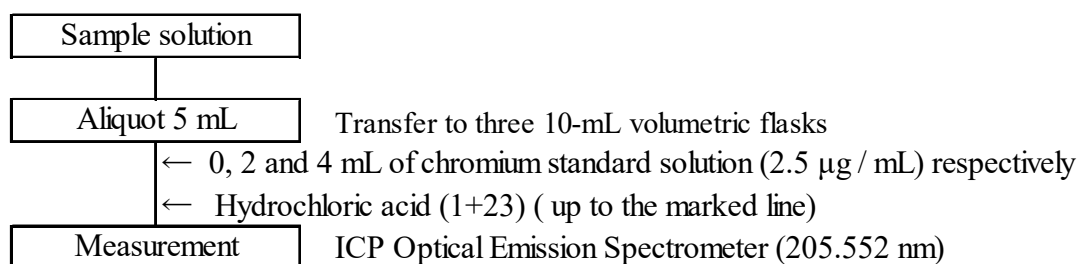 Sample solution
Aliquot 5 mL Transfer to three 10-mL volumetric flasks
← 0, 2 and 4 mL of chromium standard solution (2.5 µg / mL) respectively
← Hydrochloric acid (1+23) ( up to the marked line)
Measurement ICP Optical Emission Spectrometer (205.552 nm)